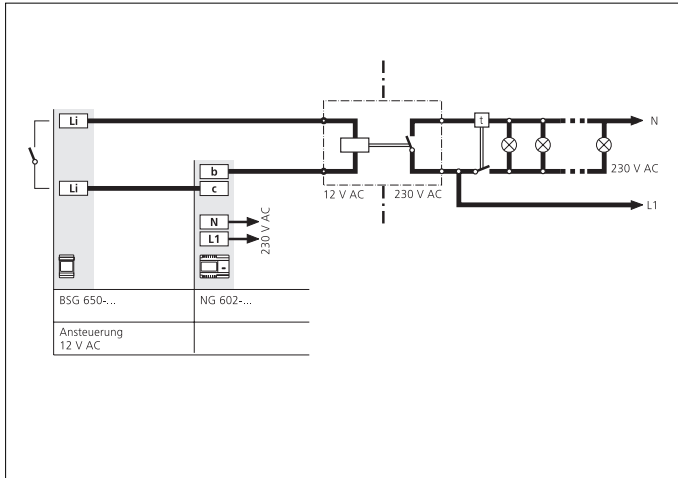 Li
t
N
b
Li
c
230 V AC
12 V AC
230 V AC
N
L1
L1
230 V AC
BSG 650-...
NG 602-...
Ansteuerung
12 V AC